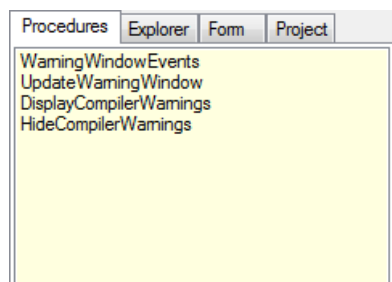 Procedures Explorer Form Project
WarningWindowEvents
UpdateWarningWindow
DisplayCompilerWarnings
HideCompilerWarnings